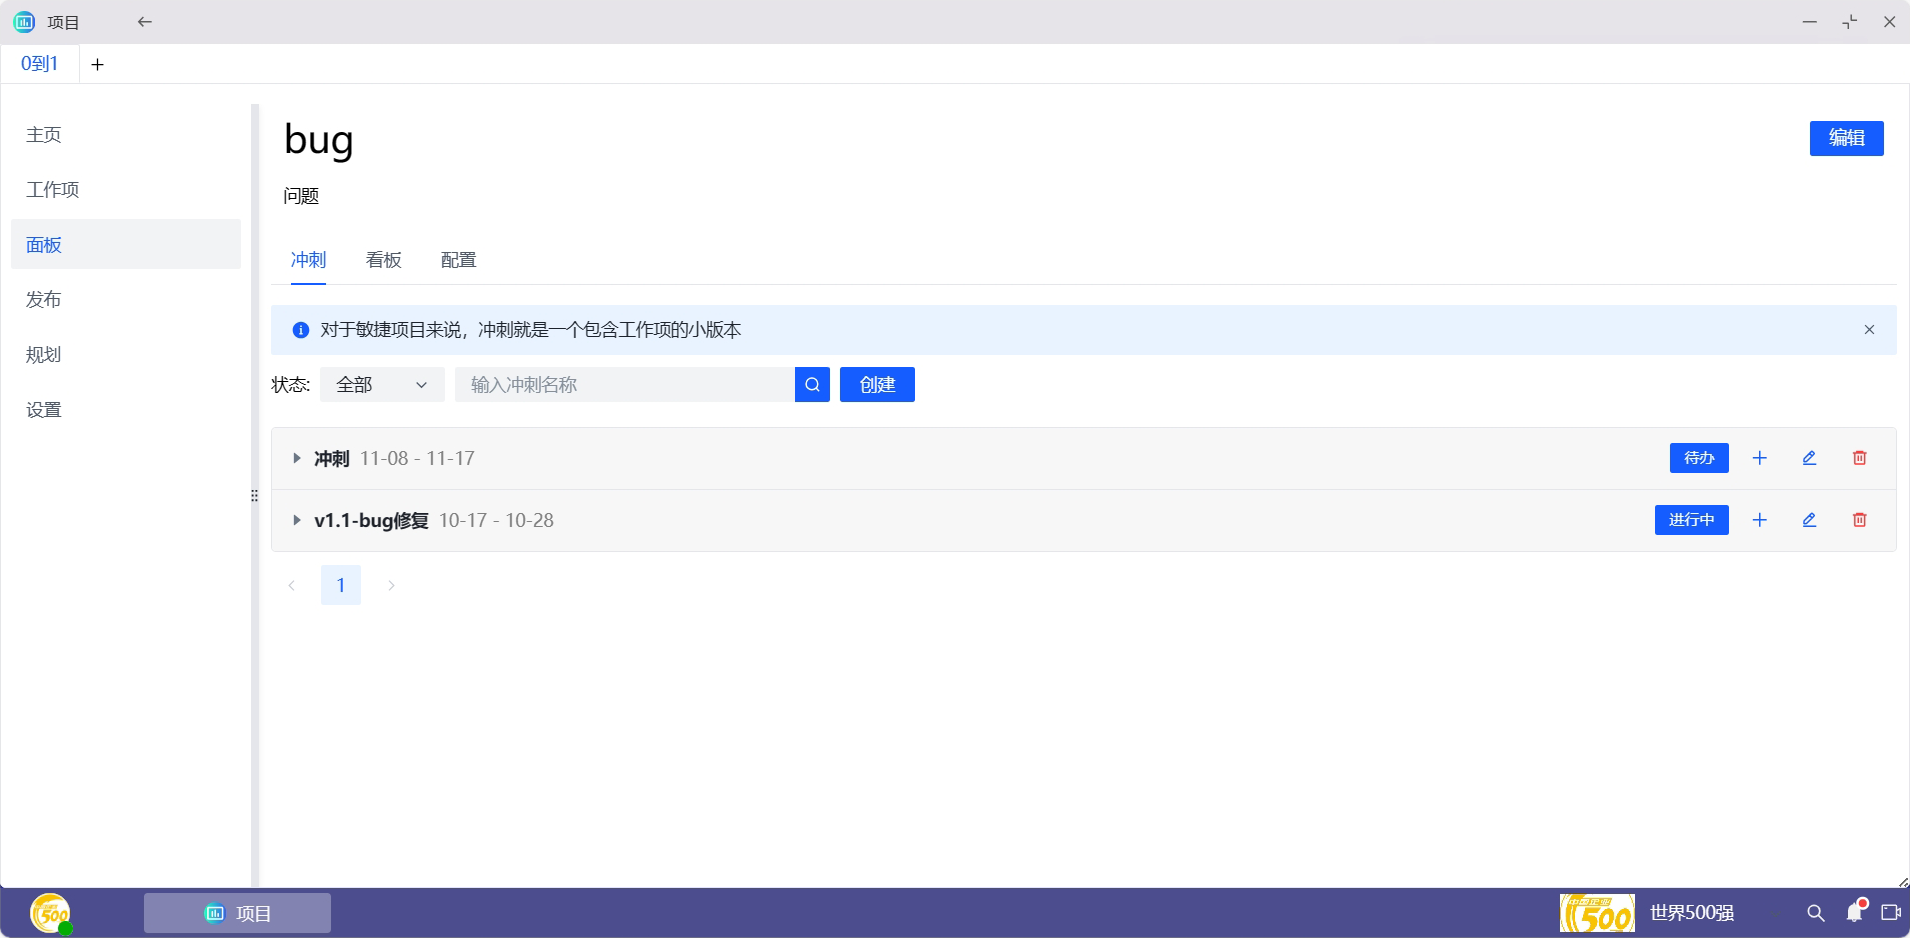 项目
0到1
主页
工作项
面板
发布
规划
设置
bug
编辑
问题
冲刺 看板 配置
对于敏捷项目来说，冲刺就是一个包含工作项的小版本
状态: 全部 输入冲刺名称 创建
冲刺 11-08 - 11-17 待办
v1.1-bug修复 10-17 - 10-28 进行中
1
500 项目 中国企业 500 世界500强